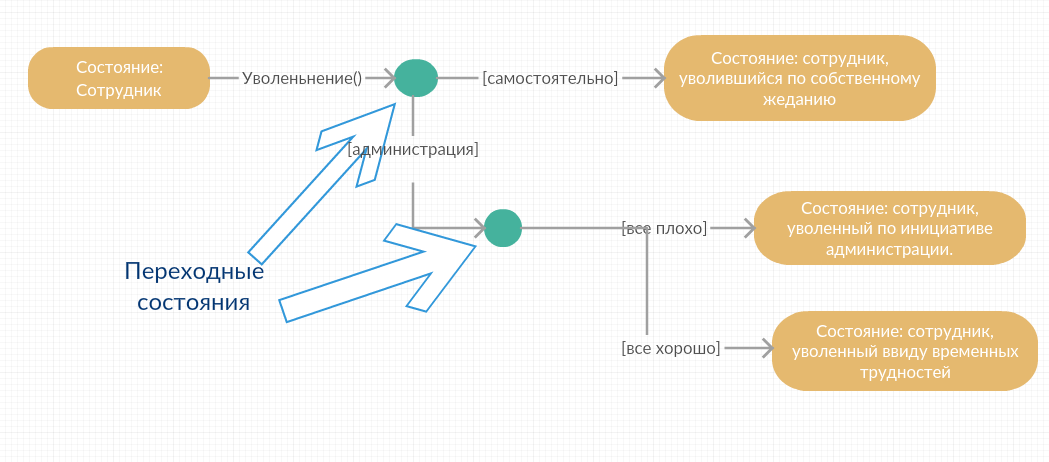 Состояние:
Сотрудник
Уволеньнение()
[самостоятельно]
Состояние: сотрудник,
уволившийся по собственному
жеданию
[администрация]
[все плохо]
Состояние: сотрудник,
уволенный по инициативе
администрации.
Переходные
состояния
[все хорошо]
Состояние: сотрудник,
уволенный ввиду временных
трудностей